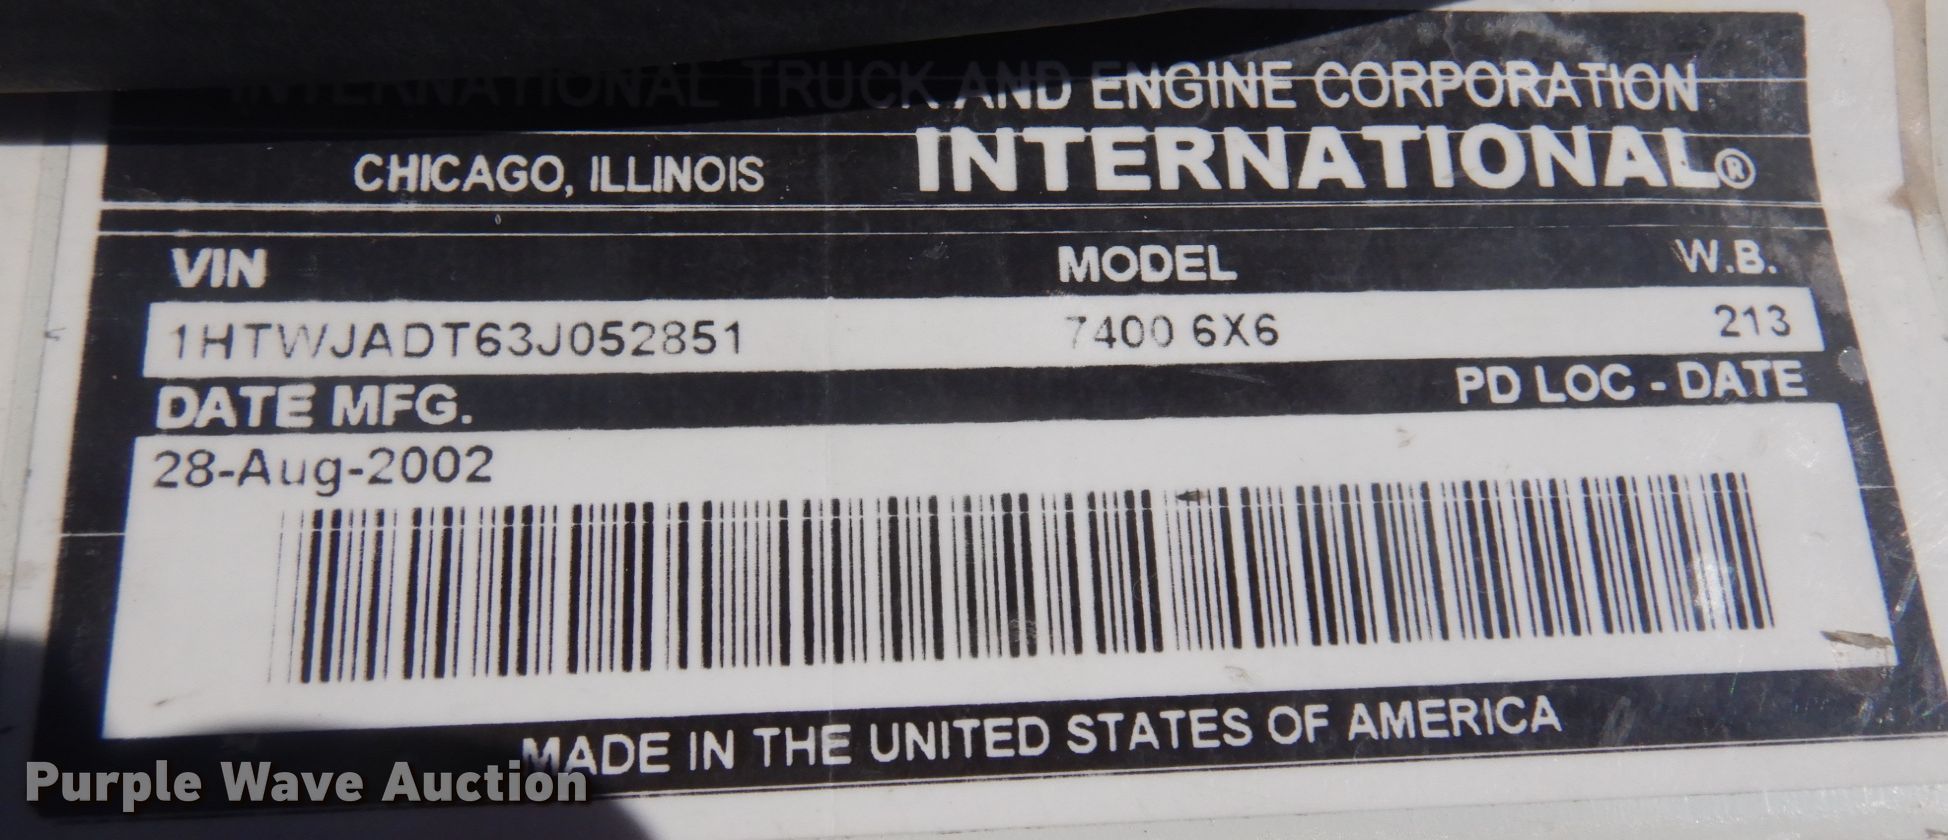 INTERNATIONAL TRUCK AND ENGINE CORPORATION
CHICAGO, ILLINOIS INTERNATIONAL®
VIN MODEL W.B.
1HTWJADT63J052851 7400 6X6 213
DATE MFG. PD LOC - DATE
28-Aug-2002
MADE IN THE UNITED STATES OF AMERICA
Purple Wave Auction